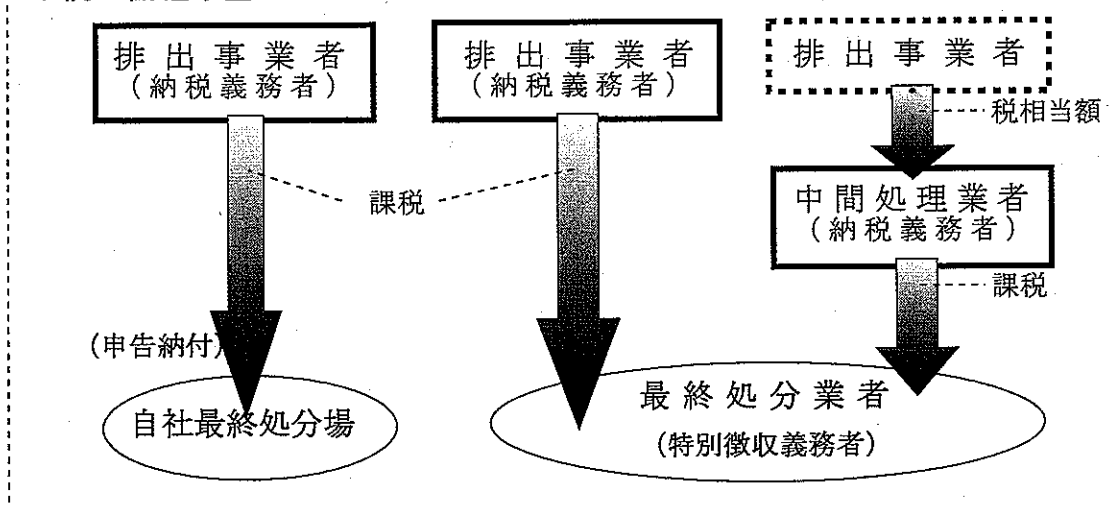 排出事業者
(納税義務者)
排出事業者
(納税義務者)
排出事業者
税相当額
課税
中間処理業者
(納税義務者)
課税
(申告納付)
自社最終処分場
最終処分業者
(特別徴収義務者)